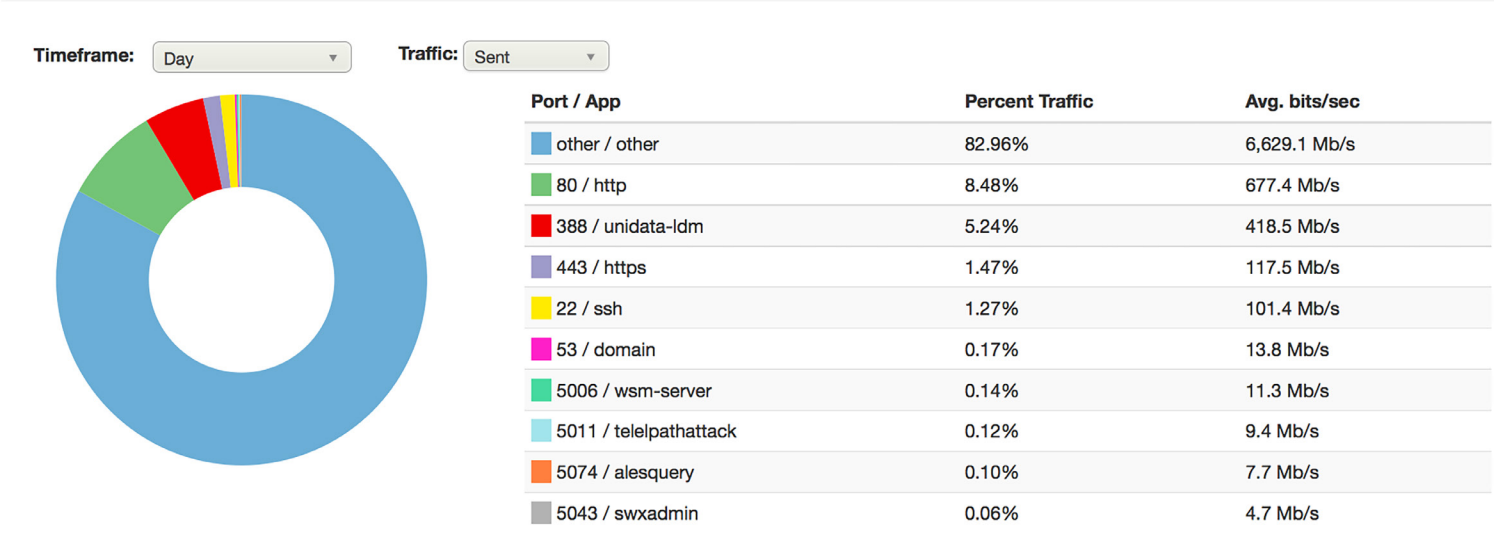 Timeframe: Day Traffic: Sent
Port / App Percent Traffic Avg. bits/sec
other / other 82.96% 6,629.1 Mb/s
80 / http 8.48% 677.4 Mb/s
388 / unidata-ldm 5.24% 418.5 Mb/s
443 / https 1.47% 117.5 Mb/s
22 / ssh 1.27% 101.4 Mb/s
53 / domain 0.17% 13.8 Mb/s
5006 / wsm-server 0.14% 11.3 Mb/s
5011 / telelpathattack 0.12% 9.4 Mb/s
5074 / alesquery 0.10% 7.7 Mb/s
5043 / swxadmin 0.06% 4.7 Mb/s